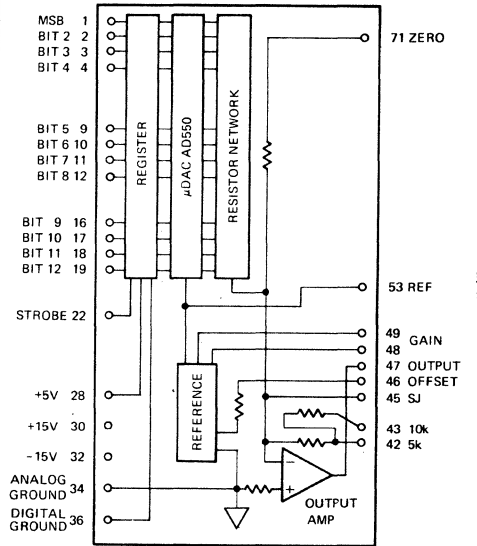 MSB 1
BIT 2 2
BIT 3 3
BIT 4 4
BIT 5 9
BIT 6 10
BIT 7 11
BIT 8 12
BIT 9 16
BIT 10 17
BIT 11 18
BIT 12 19
STROBE 22
+5V 28
+15V 30
-15V 32
ANALOG
GROUND 34
DIGITAL
GROUND 36
REGISTER
µDAC AD550
RESISTOR NETWORK
REFERENCE
71 ZERO
53 REF
49
GAIN
48
47 OUTPUT
46 OFFSET
45 SJ
43 10k
42 5k
−
+
OUTPUT
AMP